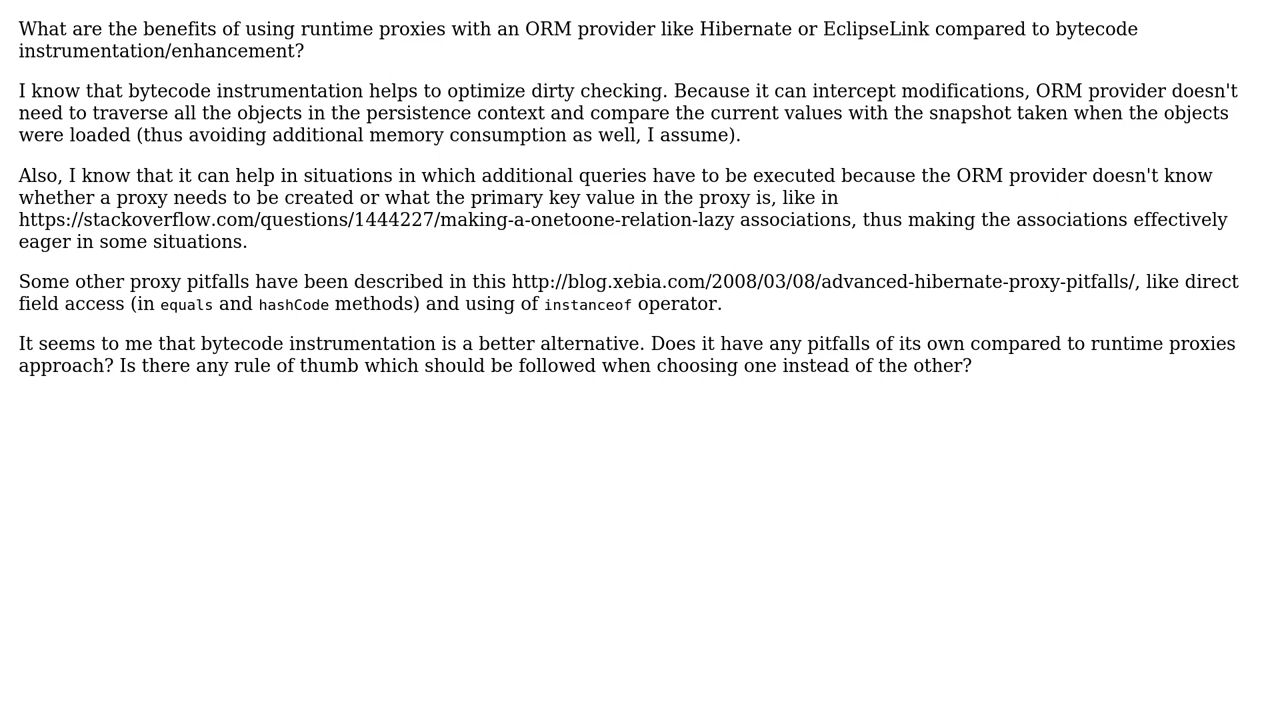 What are the benefits of using runtime proxies with an ORM provider like Hibernate or EclipseLink compared to bytecode
instrumentation/enhancement?
I know that bytecode instrumentation helps to optimize dirty checking. Because it can intercept modifications, ORM provider doesn't
need to traverse all the objects in the persistence context and compare the current values with the snapshot taken when the objects
were loaded (thus avoiding additional memory consumption as well, I assume).
Also, I know that it can help in situations in which additional queries have to be executed because the ORM provider doesn't know
whether a proxy needs to be created or what the primary key value in the proxy is, like in
https://stackoverflow.com/questions/1444227/making-a-onetoone-relation-lazy associations, thus making the associations effectively
eager in some situations.
Some other proxy pitfalls have been described in this http://blog.xebia.com/2008/03/08/advanced-hibernate-proxy-pitfalls/, like direct
field access (in equals and hashCode methods) and using of instanceof operator.
It seems to me that bytecode instrumentation is a better alternative. Does it have any pitfalls of its own compared to runtime proxies
approach? Is there any rule of thumb which should be followed when choosing one instead of the other?